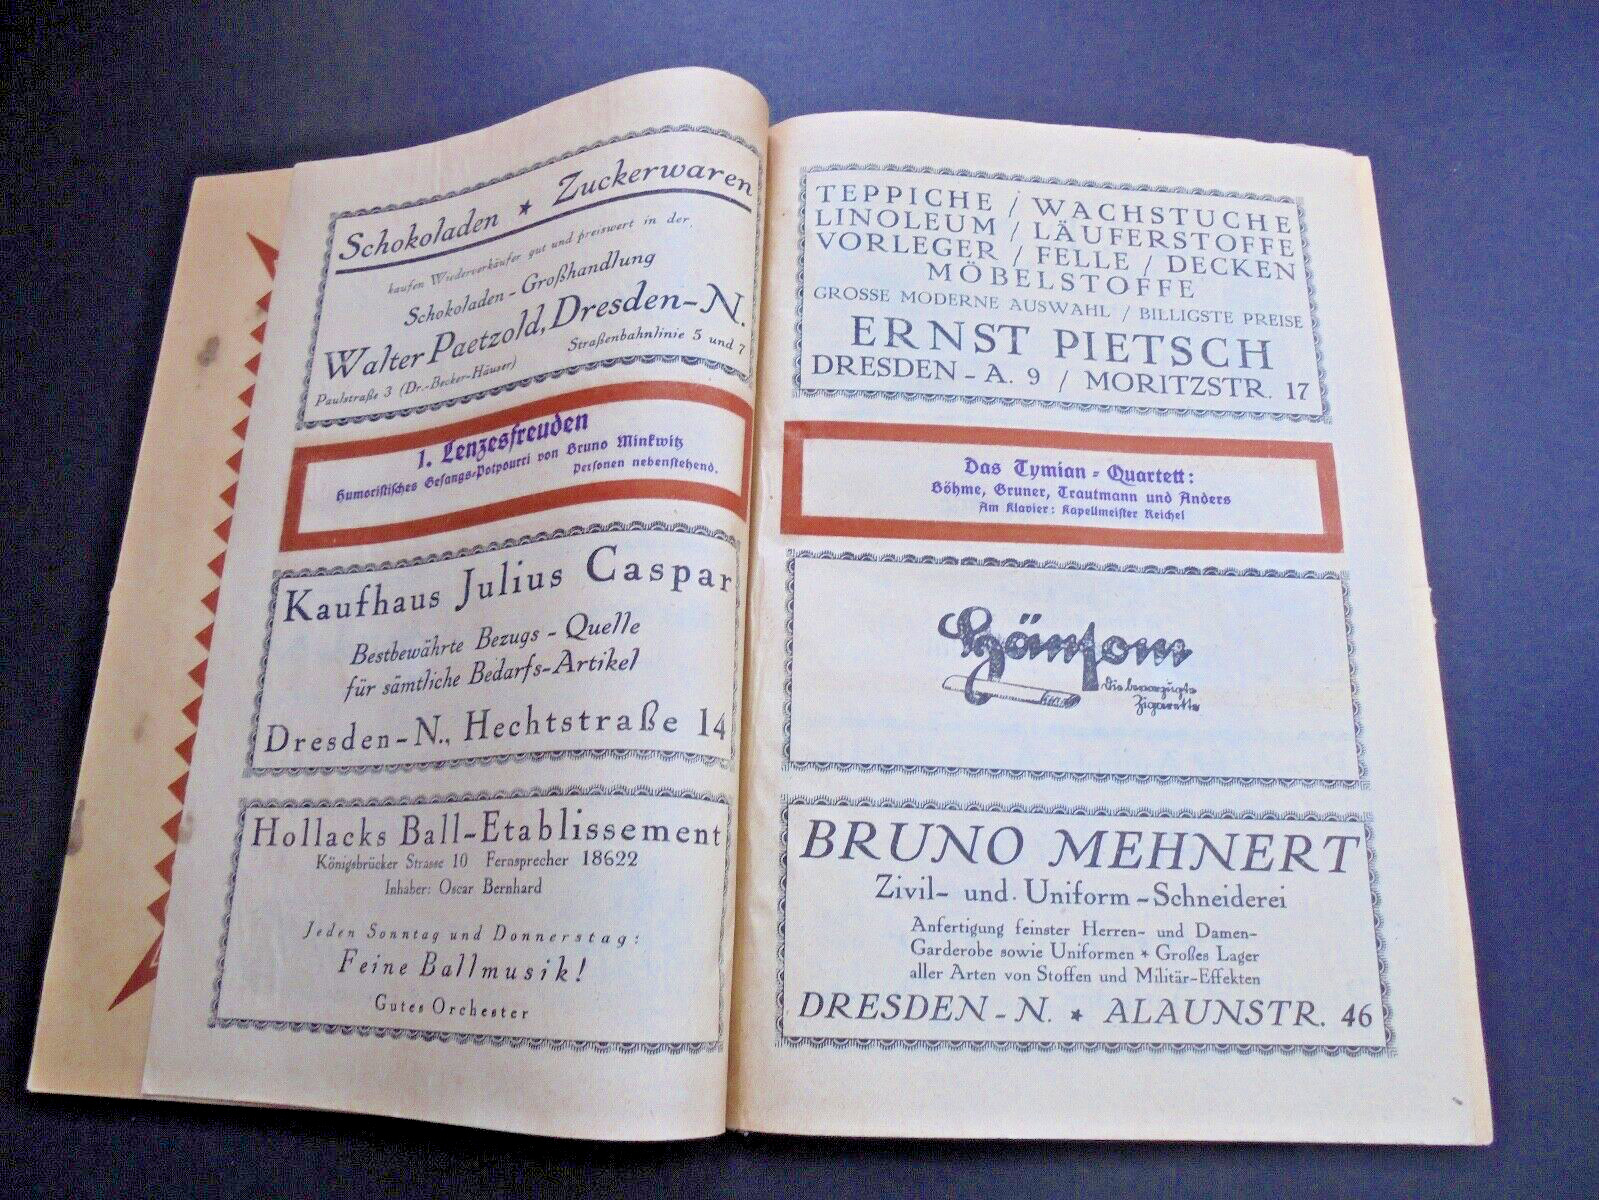 Schokoladen ★ Zuckerwaren
kaufen Wiederverkäufer gut und preiswert in der
Schokoladen-Großhandlung
Walter Paetzold, Dresden-N.
Paulstraße 3 (Dr.-Becker-Häuser) Straßenbahnlinie 5 und 7
1. Lenzesfreuden
Humoristisches Gesangs-Potpourri von Bruno Minkwitz
Personen nebenstehend.
Kaufhaus Julius Caspar
Bestbewährte Bezugs-Quelle
für sämtliche Bedarfs-Artikel
Dresden-N., Hechtstraße 14
Hollacks Ball-Etablissement
Königsbrücker Strasse 10 Fernsprecher 18622
Inhaber: Oscar Bernhard
Jeden Sonntag und Donnerstag:
Feine Ballmusik!
Gutes Orchester
TEPPICHE / WACHSTUCHE
LINOLEUM / LÄUFERSTOFFE
VORLEGER / FELLE / DECKEN
MÖBELSTOFFE
GROSSE MODERNE AUSWAHL / BILLIGSTE PREISE
ERNST PIETSCH
DRESDEN-A. 9 / MORITZSTR. 17
Das Tymian-Quartett:
Böhme, Gruner, Trautmann und Anders
Am Klavier: Kapellmeister Reichel
Hänsom
Die bevorzugte
Zigarette
BRUNO MEHNERT
Zivil- und. Uniform-Schneiderei
Anfertigung feinster Herren- und Damen-
Garderobe sowie Uniformen ★ Großes Lager
aller Arten von Stoffen und Militär-Effekten
DRESDEN-N. ★ ALAUNSTR. 46